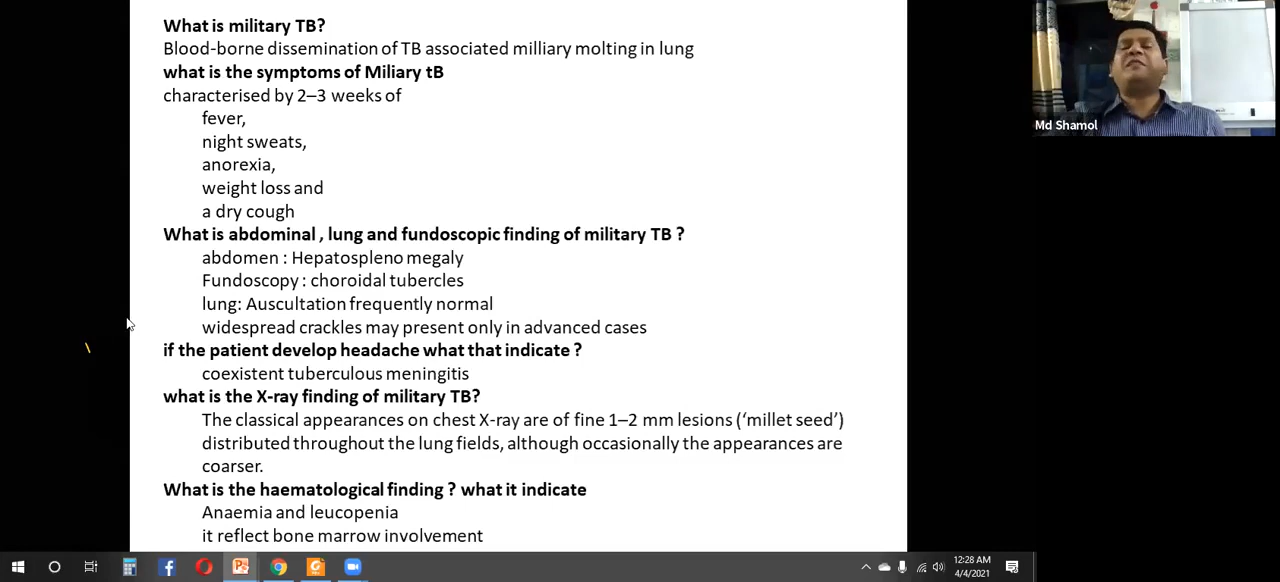 What is military TB?
Blood-borne dissemination of TB associated milliary molting in lung
what is the symptoms of Miliary tB
characterised by 2–3 weeks of
fever,
night sweats,
anorexia,
weight loss and
a dry cough
What is abdominal , lung and fundoscopic finding of military TB ?
abdomen : Hepatospleno megaly
Fundoscopy : choroidal tubercles
lung: Auscultation frequently normal
widespread crackles may present only in advanced cases
if the patient develop headache what that indicate ?
coexistent tuberculous meningitis
what is the X-ray finding of military TB?
The classical appearances on chest X-ray are of fine 1–2 mm lesions (‘millet seed’)
distributed throughout the lung fields, although occasionally the appearances are
coarser.
What is the haematological finding ? what it indicate
Anaemia and leucopenia
it reflect bone marrow involvement
Md Shamol
12:28 AM
4/4/2021